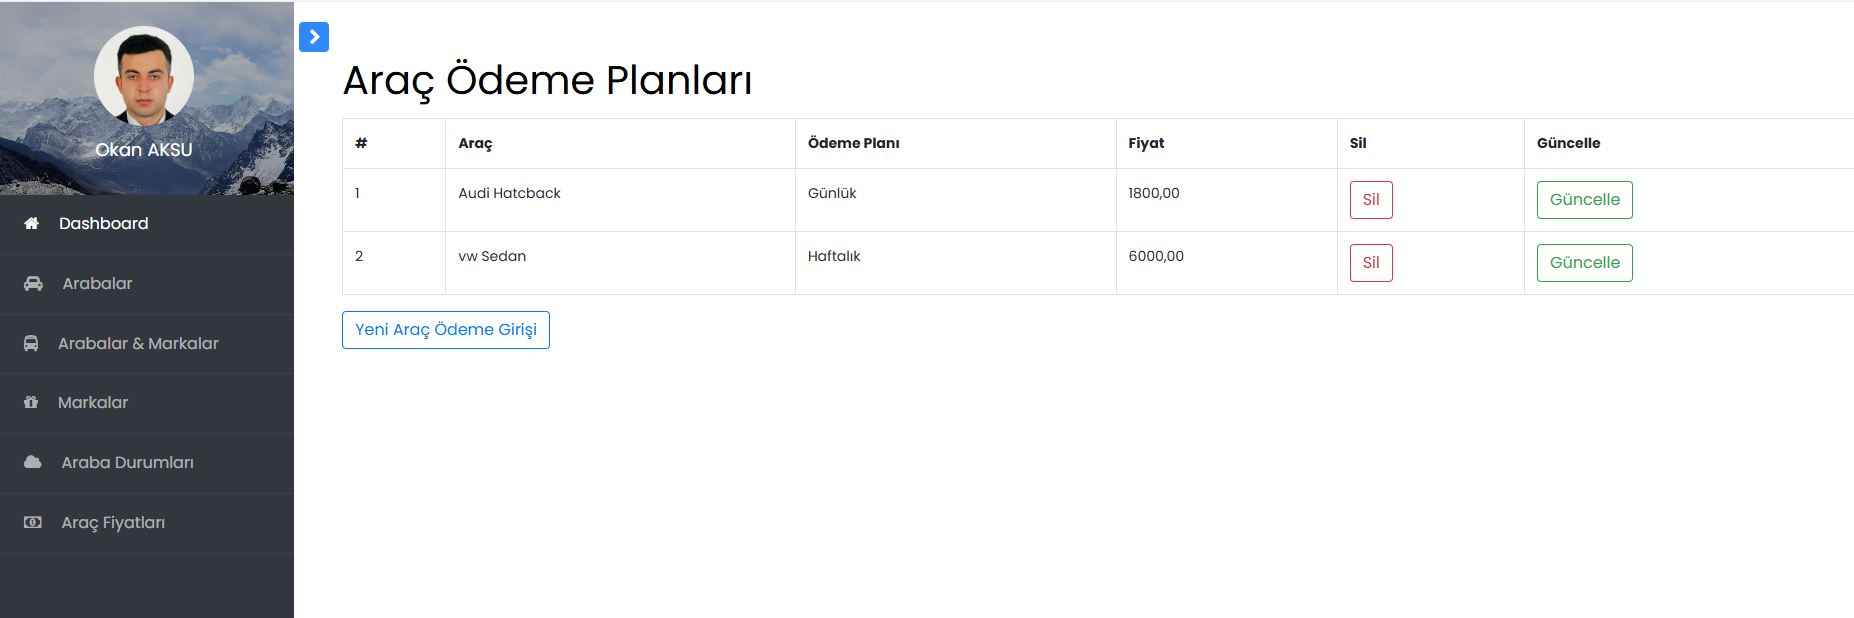 Okan AKSU
Dashboard
Arabalar
Arabalar & Markalar
Markalar
Araba Durumları
Araç Fiyatları
Araç Ödeme Planları
# Araç Ödeme Planı Fiyat Sil Güncelle
1 Audi Hatcback Günlük 1800,00 Sil Güncelle
2 vw Sedan Haftalık 6000,00 Sil Güncelle
Yeni Araç Ödeme Girişi